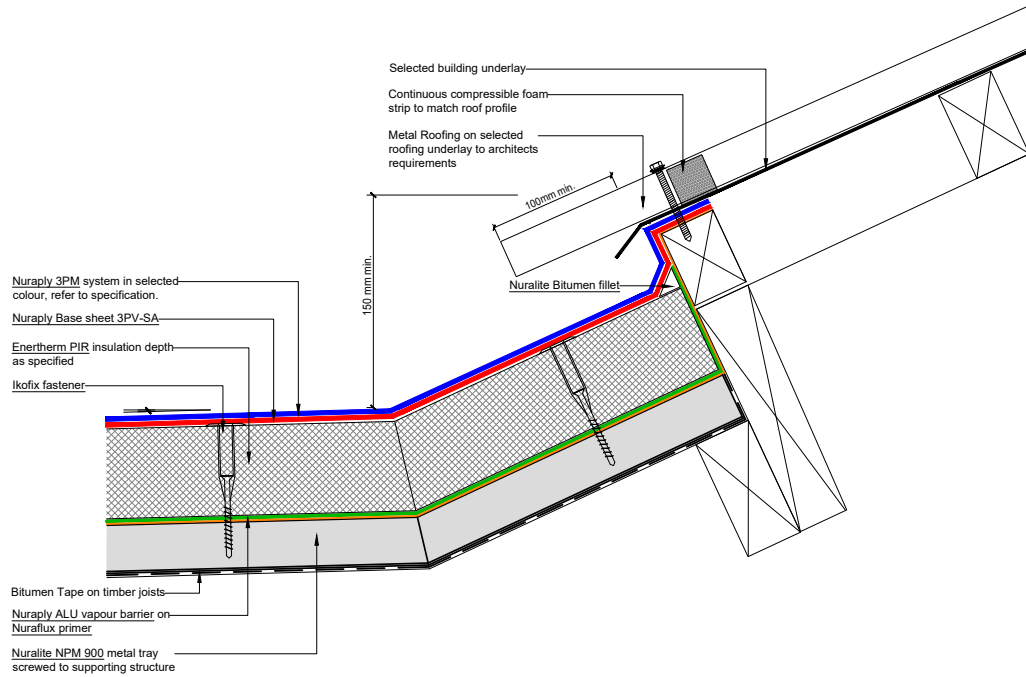 Selected building underlay
Continuous compressible foam
strip to match roof profile
Metal Roofing on selected
roofing underlay to architects
requirements
100mm min.
150 mm min.
Nuralite Bitumen fillet
Nuraply 3PM system in selected
colour, refer to specification.
Nuraply Base sheet 3PV-SA
Enertherm PIR insulation depth
as specified
Ikofix fastener
Bitumen Tape on timber joists
Nuraply ALU vapour barrier on
Nuraflux primer
Nuralite NPM 900 metal tray
screwed to supporting structure